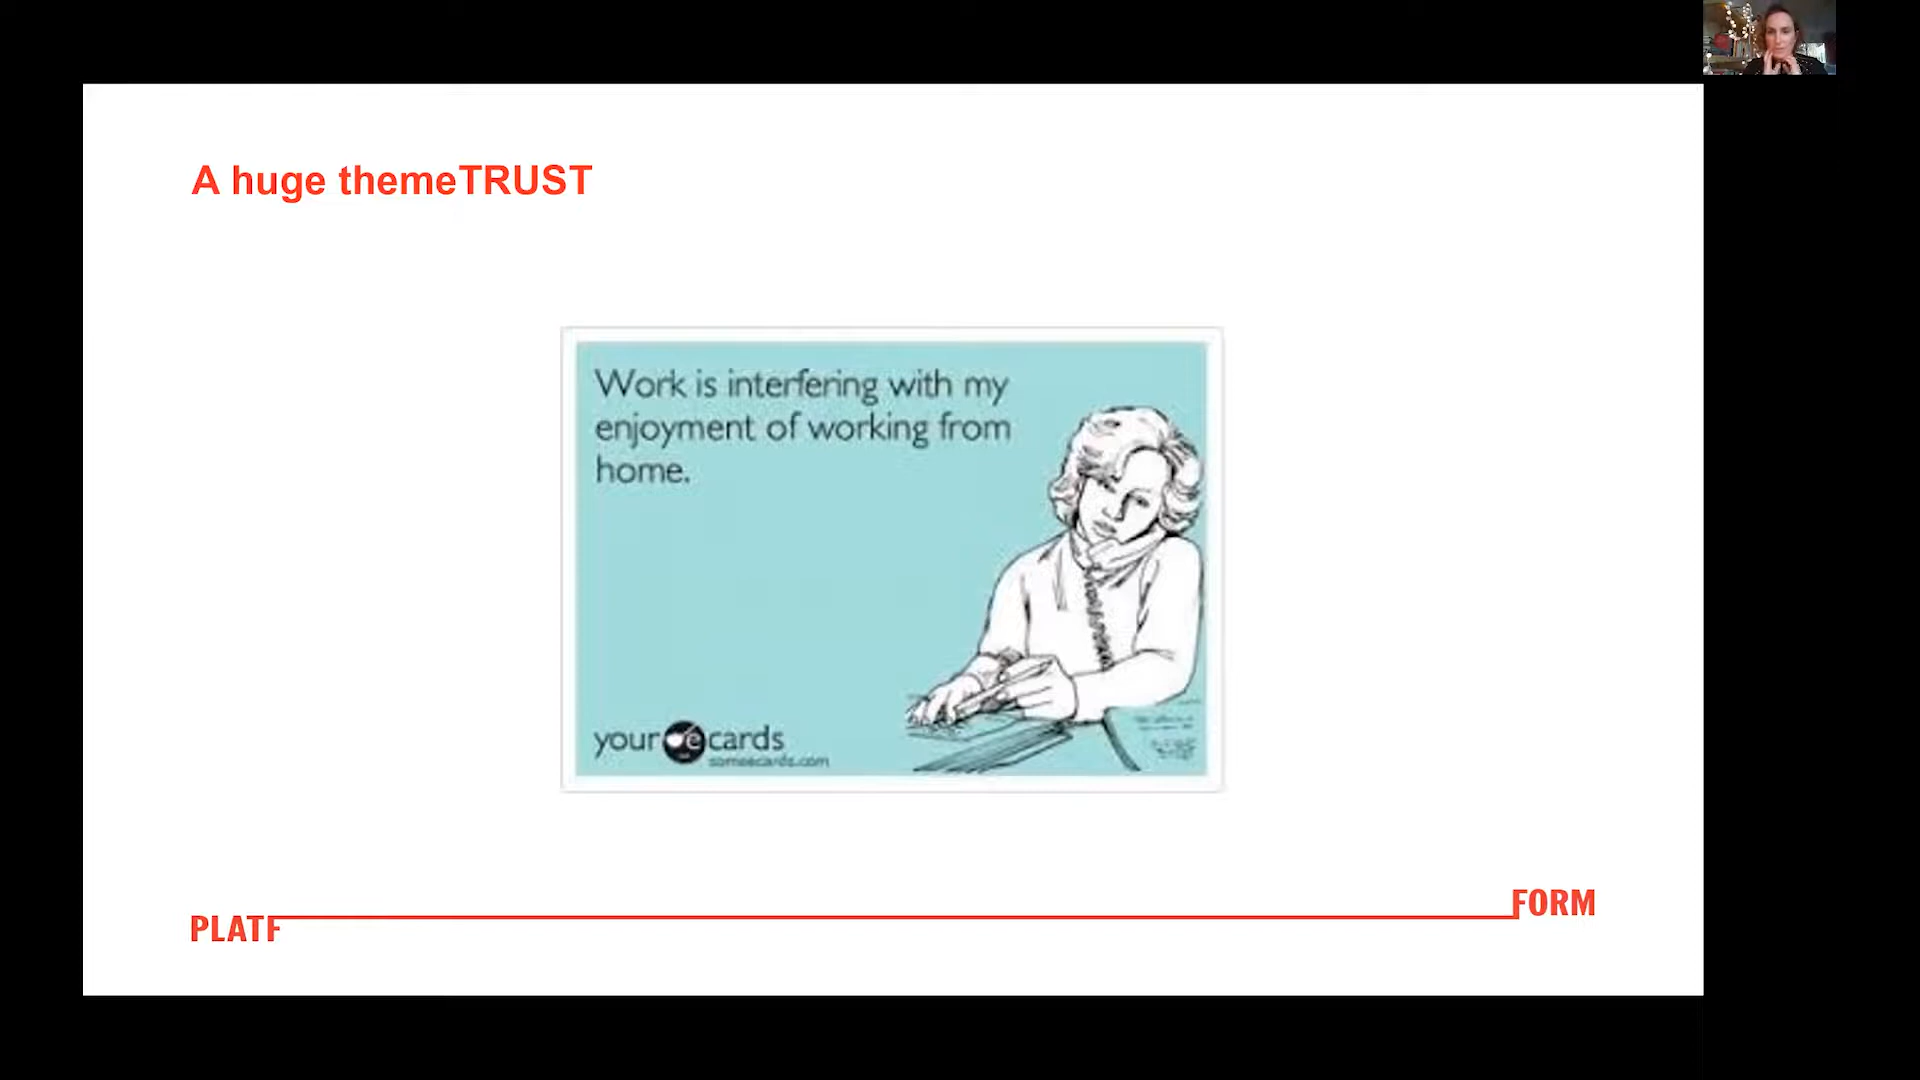 A huge themeTRUST
Work is interfering with my
enjoyment of working from
home.
your e cards
someecards.com
PLATF
FORM